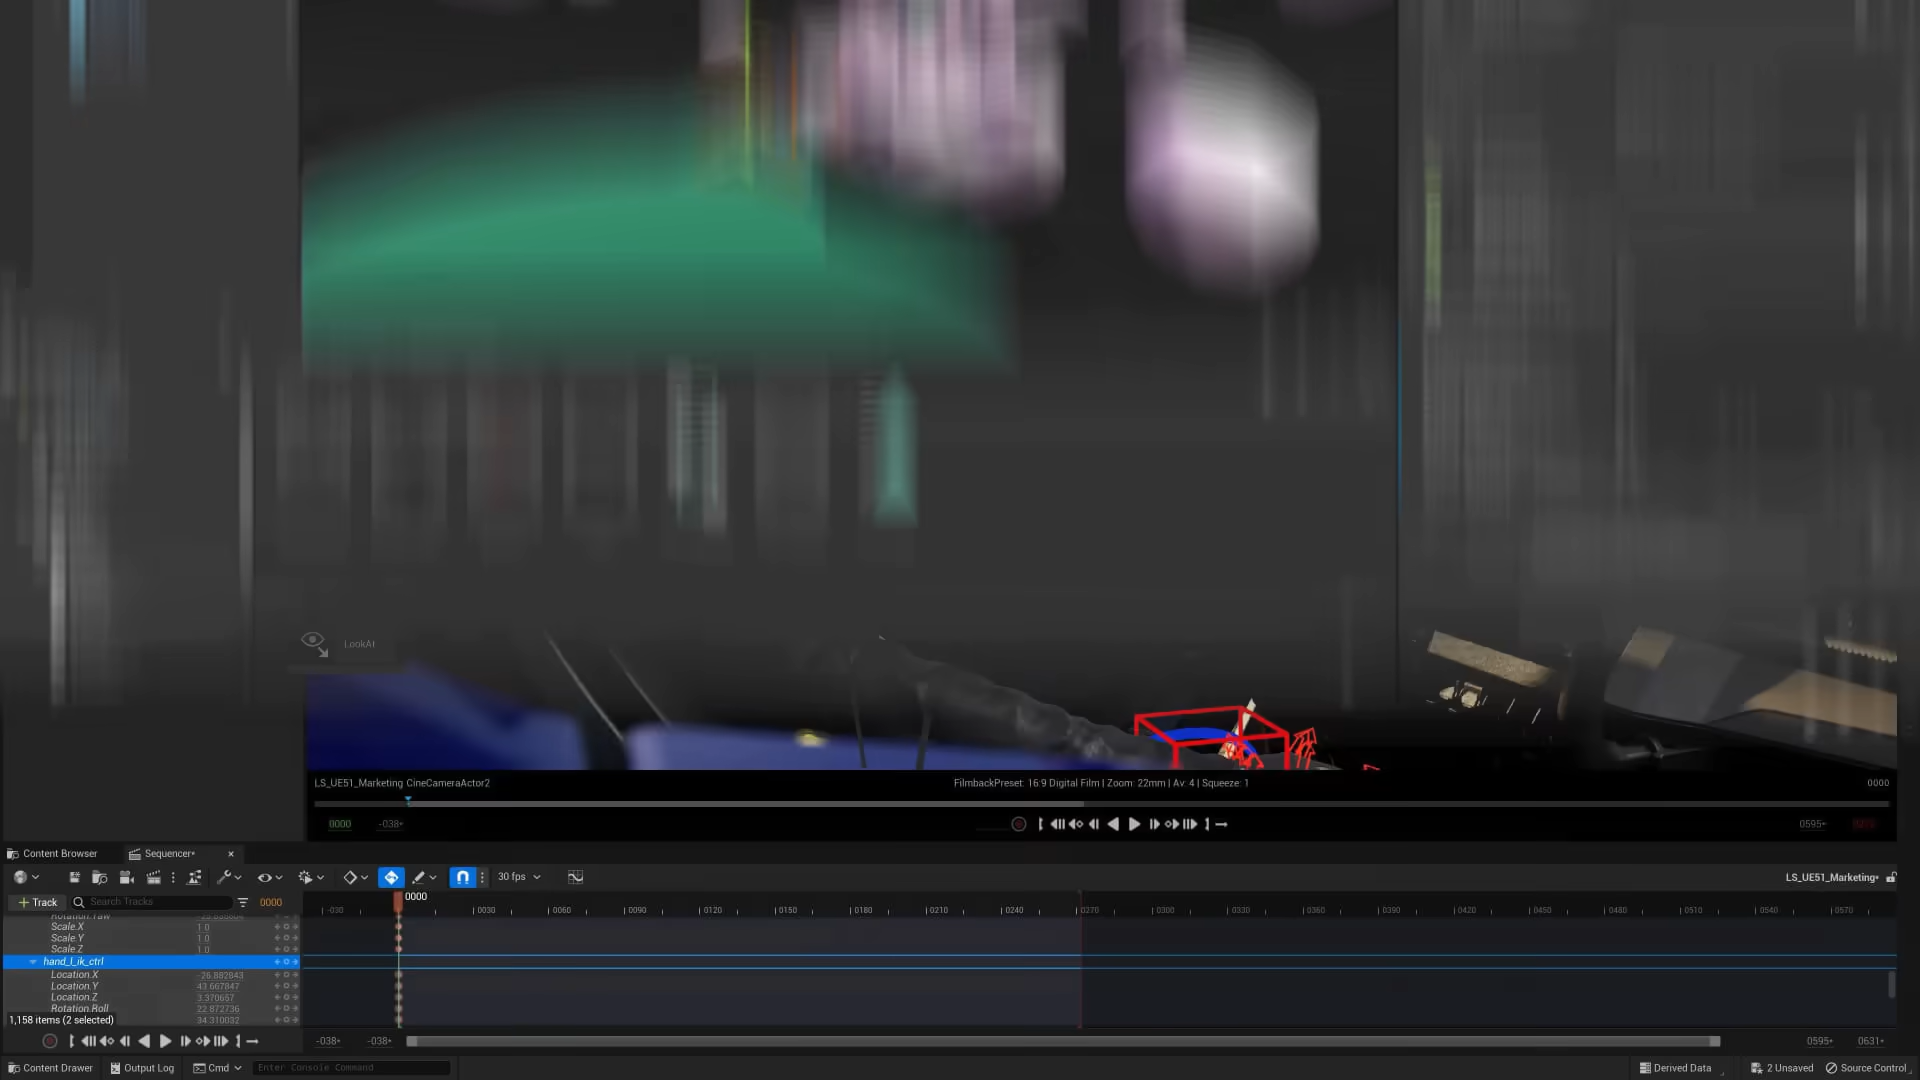 LookAt
LS_UE51_Marketing CineCameraActor2
FilmbackPreset: 16:9 Digital Film | Zoom: 22mm | Av: 4 | Squeeze: 1
0000
0000
-038+
0595+
Content Browser
Sequencer*
30 fps
LS_UE51_Marketing*
+ Track
Search Tracks
0000
0000
-030
0030
0060
0090
0120
0150
0180
0210
0240
0270
0300
0330
0360
0390
0420
0450
0480
0510
0540
0570
Rotation.Yaw
Scale.X 1.0
Scale.Y 1.0
Scale.Z 1.0
hand_l_ik_ctrl
Location.X -26.882843
Location.Y 43.667847
Location.Z 3.370657
Rotation.Roll 22.872736
1,158 items (2 selected) 34.310032
-038+
-038+
0595+
0631+
Content Drawer
Output Log
Cmd
Enter Console Command
Derived Data
2 Unsaved
Source Control